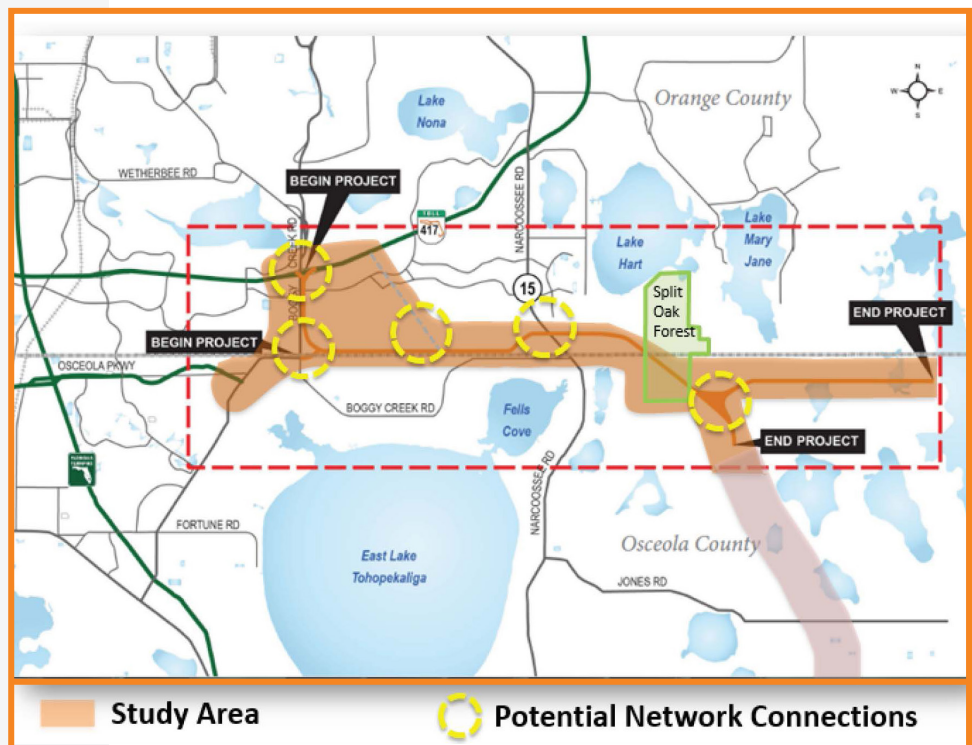 Lake
Nona
Orange County
N
W
E
S
WETHERBEE RD
BEGIN PROJECT
BOGGY CREEK RD
TOLL
417
NARCOOSSEE RD
Lake
Hart
Lake
Mary
Jane
15
Split
Oak
Forest
END PROJECT
BEGIN PROJECT
OSCEOLA PKWY
BOGGY CREEK RD
Fells
Cove
END PROJECT
NARCOOSSEE RD
FORTUNE RD
East Lake
Tohopekaliga
Osceola County
JONES RD
Study Area
Potential Network Connections